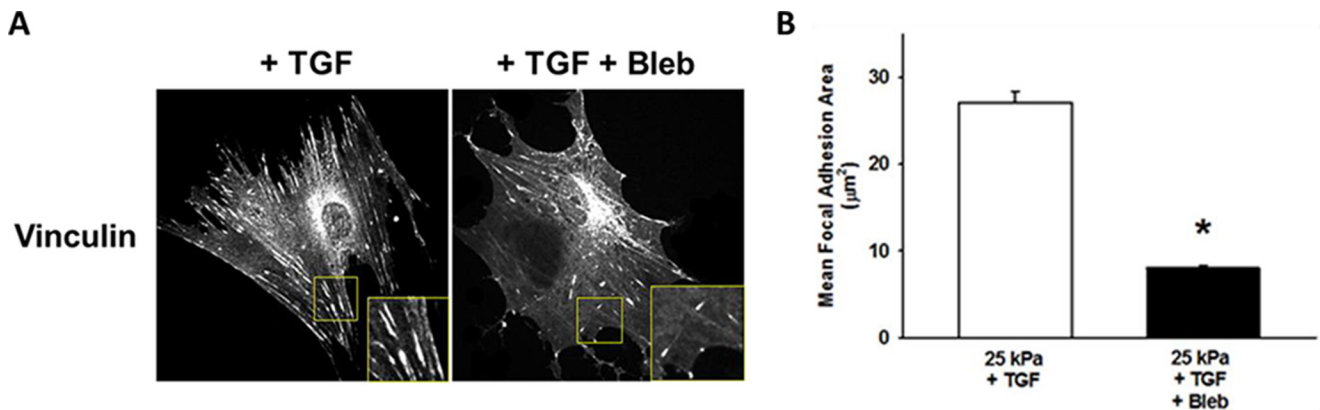 A
+ TGF
+ TGF + Bleb
Vinculin
B
Mean Focal Adhesion Area
(μm²)
30
20
10
0
*
25 kPa
+ TGF
25 kPa
+ TGF
+ Bleb